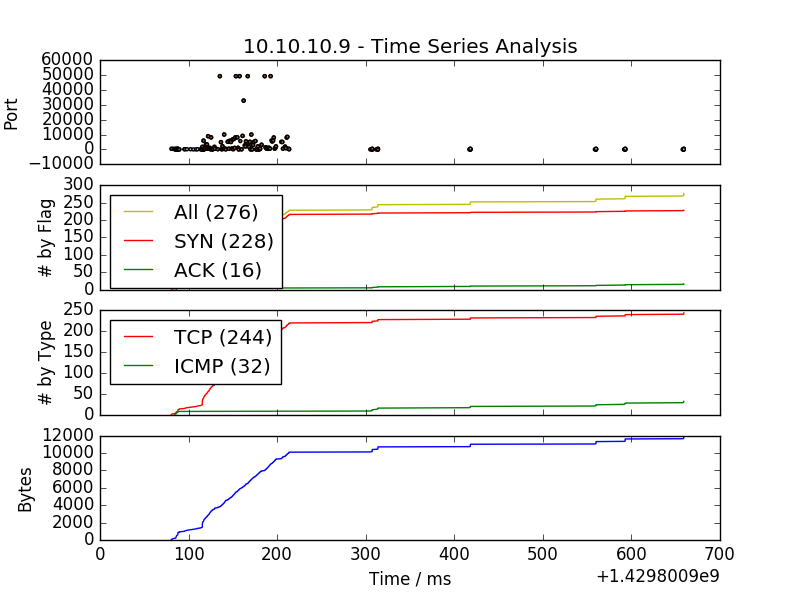 10.10.10.9 - Time Series Analysis
60000
50000
40000
30000
20000
10000
0
−10000
Port
300
250
200
150
100
50
0
# by Flag
All (276)
SYN (228)
ACK (16)
250
200
150
100
50
0
# by Type
TCP (244)
ICMP (32)
12000
10000
8000
6000
4000
2000
0
Bytes
0 100 200 300 400 500 600 700
Time / ms
+1.4298009e9